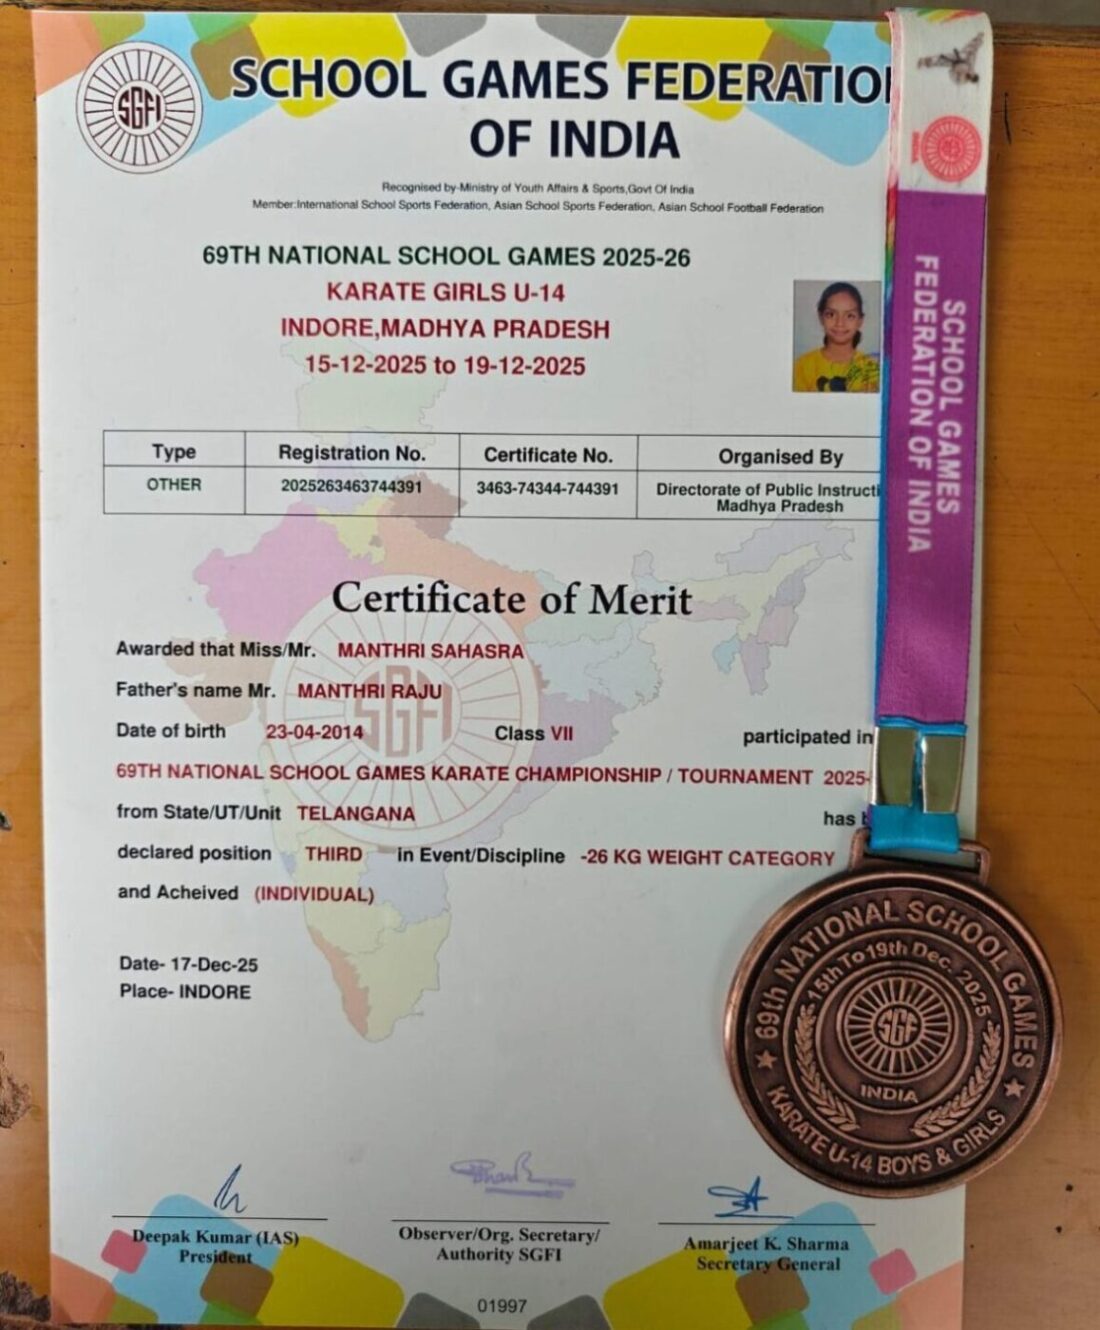 SGFI
SCHOOL GAMES FEDERATIO
OF INDIA
Recognised by-Ministry of Youth Affairs & Sports,Govt Of India
Member:International School Sports Federation, Asian School Sports Federation, Asian School Football Federation
69TH NATIONAL SCHOOL GAMES 2025-26
KARATE GIRLS U-14
INDORE,MADHYA PRADESH
15-12-2025 to 19-12-2025
Type Registration No. Certificate No. Organised By
OTHER 2025263463744391 3463-74344-744391 Directorate of Public Instructi
Madhya Pradesh
Certificate of Merit
Awarded that Miss/Mr. MANTHRI SAHASRA
Father's name Mr. MANTHRI RAJU
SGFI
Date of birth 23-04-2014 Class VII participated in
69TH NATIONAL SCHOOL GAMES KARATE CHAMPIONSHIP / TOURNAMENT 2025-
from State/UT/Unit TELANGANA has b
declared position THIRD in Event/Discipline -26 KG WEIGHT CATEGORY
and Acheived (INDIVIDUAL)
Date- 17-Dec-25
Place- INDORE
Deepak Kumar (IAS)
President
Observer/Org. Secretary/
Authority SGFI
Amarjeet K. Sharma
Secretary General
01997
INDIA
SCHOOL GAMES
FEDERATION OF INDIA
69th NATIONAL SCHOOL GAMES
15th To 19th Dec. 2025
SGFI
INDIA
KARATE U-14 BOYS & GIRLS